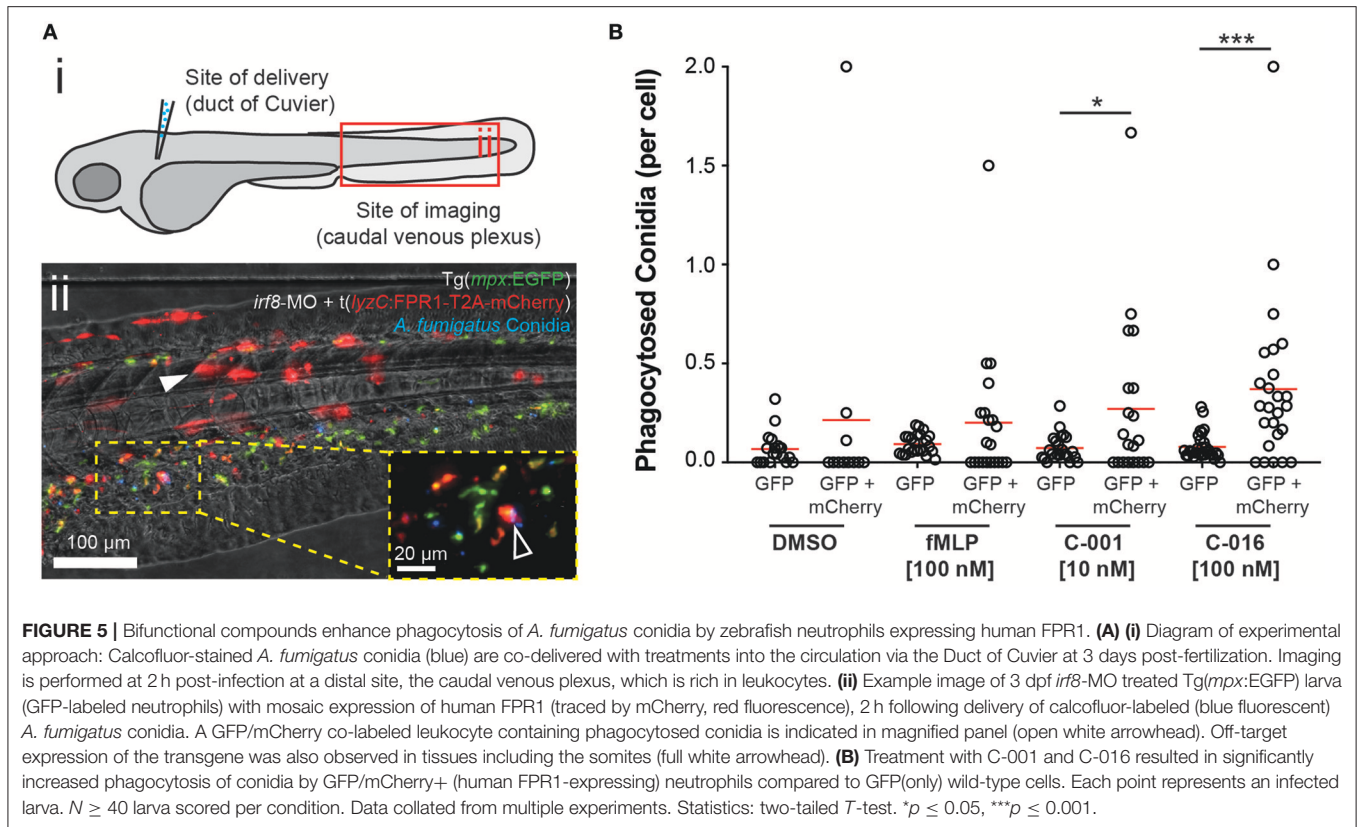 A
i
Site of delivery
(duct of Cuvier)
ii
Site of imaging
(caudal venous plexus)
ii
Tg(mpx:EGFP)
irf8-MO + t(lyzC:FPR1-T2A-mCherry)
A. fumigatus Conidia
100 μm
20 μm
B
Phagocytosed Conidia (per cell)
2.0
1.5
1.0
0.5
0.0
*
***
GFP
GFP +
mCherry
GFP
GFP +
mCherry
GFP
GFP +
mCherry
GFP
GFP +
mCherry
DMSO
fMLP
[100 nM]
C-001
[10 nM]
C-016
[100 nM]
FIGURE 5 | Bifunctional compounds enhance phagocytosis of A. fumigatus conidia by zebrafish neutrophils expressing human FPR1. (A) (i) Diagram of experimental
approach: Calcofluor-stained A. fumigatus conidia (blue) are co-delivered with treatments into the circulation via the Duct of Cuvier at 3 days post-fertilization. Imaging
is performed at 2 h post-infection at a distal site, the caudal venous plexus, which is rich in leukocytes. (ii) Example image of 3 dpf irf8-MO treated Tg(mpx:EGFP) larva
(GFP-labeled neutrophils) with mosaic expression of human FPR1 (traced by mCherry, red fluorescence), 2 h following delivery of calcofluor-labeled (blue fluorescent)
A. fumigatus conidia. A GFP/mCherry co-labeled leukocyte containing phagocytosed conidia is indicated in magnified panel (open white arrowhead). Off-target
expression of the transgene was also observed in tissues including the somites (full white arrowhead). (B) Treatment with C-001 and C-016 resulted in significantly
increased phagocytosis of conidia by GFP/mCherry+ (human FPR1-expressing) neutrophils compared to GFP(only) wild-type cells. Each point represents an infected
larva. N ≥ 40 larva scored per condition. Data collated from multiple experiments. Statistics: two-tailed T-test. *p ≤ 0.05, ***p ≤ 0.001.